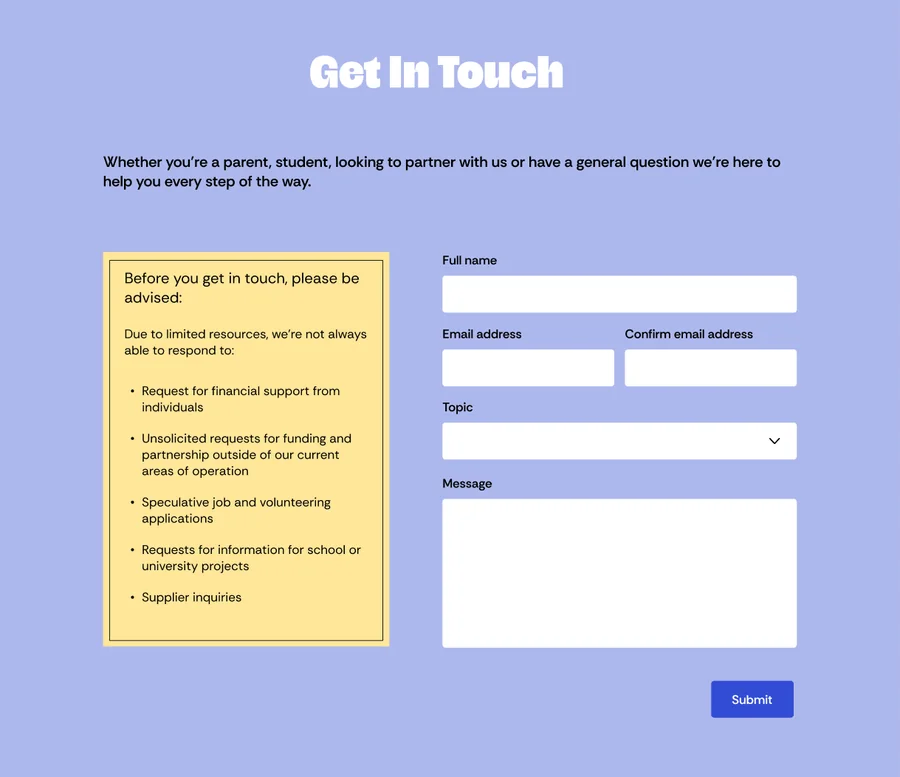 Get In Touch
Whether you're a parent, student, looking to partner with us or have a general question we're here to
help you every step of the way.
Before you get in touch, please be
advised:
Due to limited resources, we're not always
able to respond to:
• Request for financial support from
individuals
• Unsolicited requests for funding and
partnership outside of our current
areas of operation
• Speculative job and volunteering
applications
• Requests for information for school or
university projects
• Supplier inquiries
Full name
Email address
Confirm email address
Topic
Message
Submit